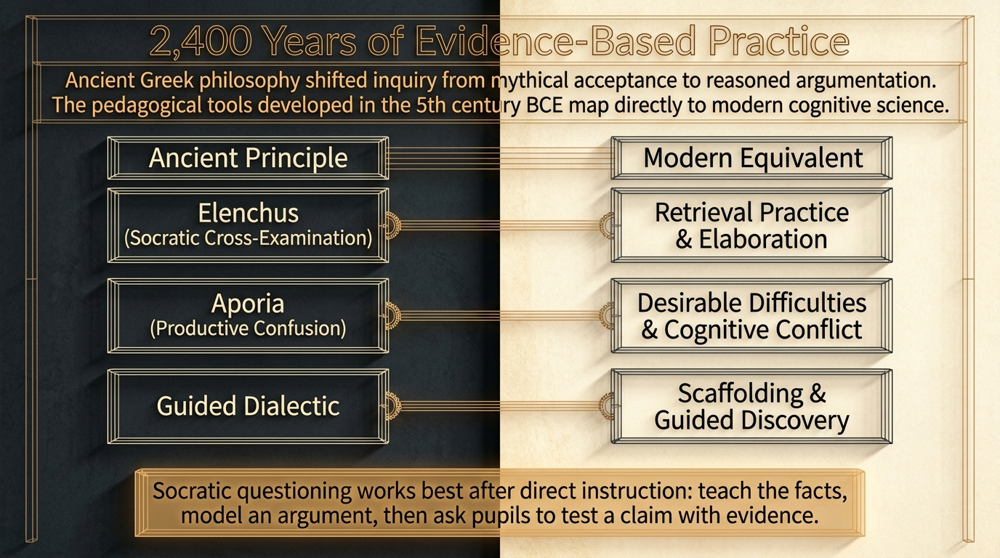 2,400 Years of Evidence-Based Practice
Ancient Greek philosophy shifted inquiry from mythical acceptance to reasoned argumentation.
The pedagogical tools developed in the 5th century BCE map directly to modern cognitive science.
Ancient Principle
Modern Equivalent
Elenchus
(Socratic Cross-Examination)
Retrieval Practice
& Elaboration
Aporia
(Productive Confusion)
Desirable Difficulties
& Cognitive Conflict
Guided Dialectic
Scaffolding &
Guided Discovery
Socratic questioning works best after direct instruction: teach the facts,
model an argument, then ask pupils to test a claim with evidence.